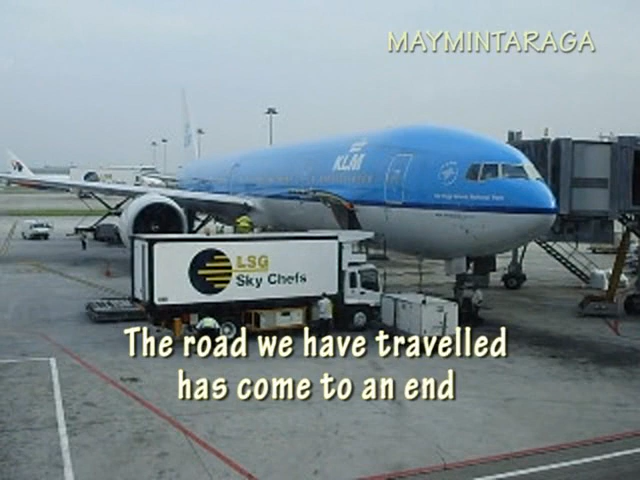 MAYMINTARAGA
KLM
LSG
Sky Chefs
The road we have travelled
has come to an end